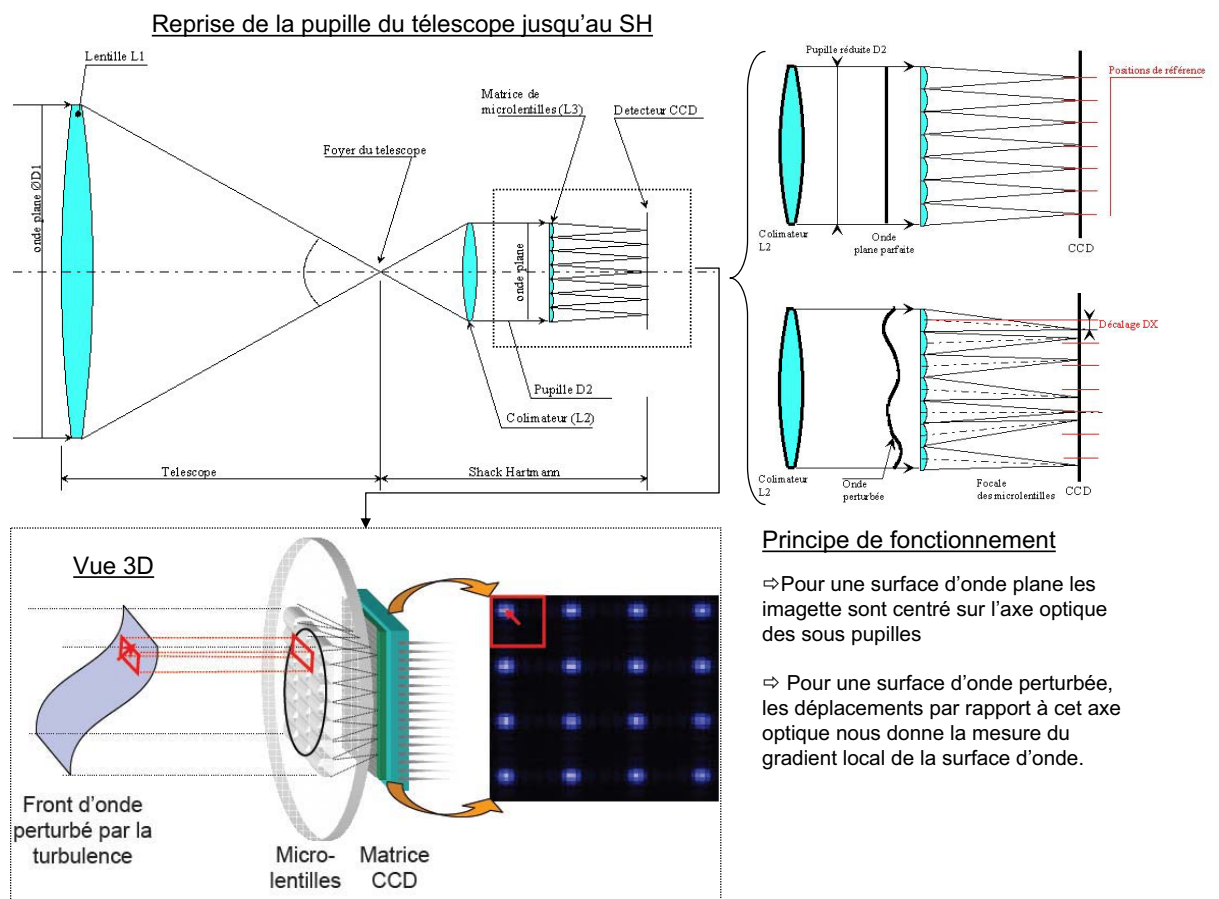 Reprise de la pupille du télescope jusqu'au SH
Lentille L1
onde plane ØD1
Foyer du telescope
Matrice de
microlentilles (L3)
Detecteur CCD
onde plane
Pupille D2
Colimateur (L2)
Telescope
Shack Hartmann
Pupille réduite D2
Positions de référence
Colimateur
L2
Onde
plane parfaite
CCD
Décalage DX
Colimateur
L2
Onde
perturbée
Focale
des microlentilles
CCD
Vue 3D
Front d'onde
perturbé par la
turbulence
Micro-
lentilles
Matrice
CCD
Principe de fonctionnement
⇨Pour une surface d'onde plane les
imagette sont centré sur l'axe optique
des sous pupilles
⇨ Pour une surface d'onde perturbée,
les déplacements par rapport à cet axe
optique nous donne la mesure du
gradient local de la surface d'onde.